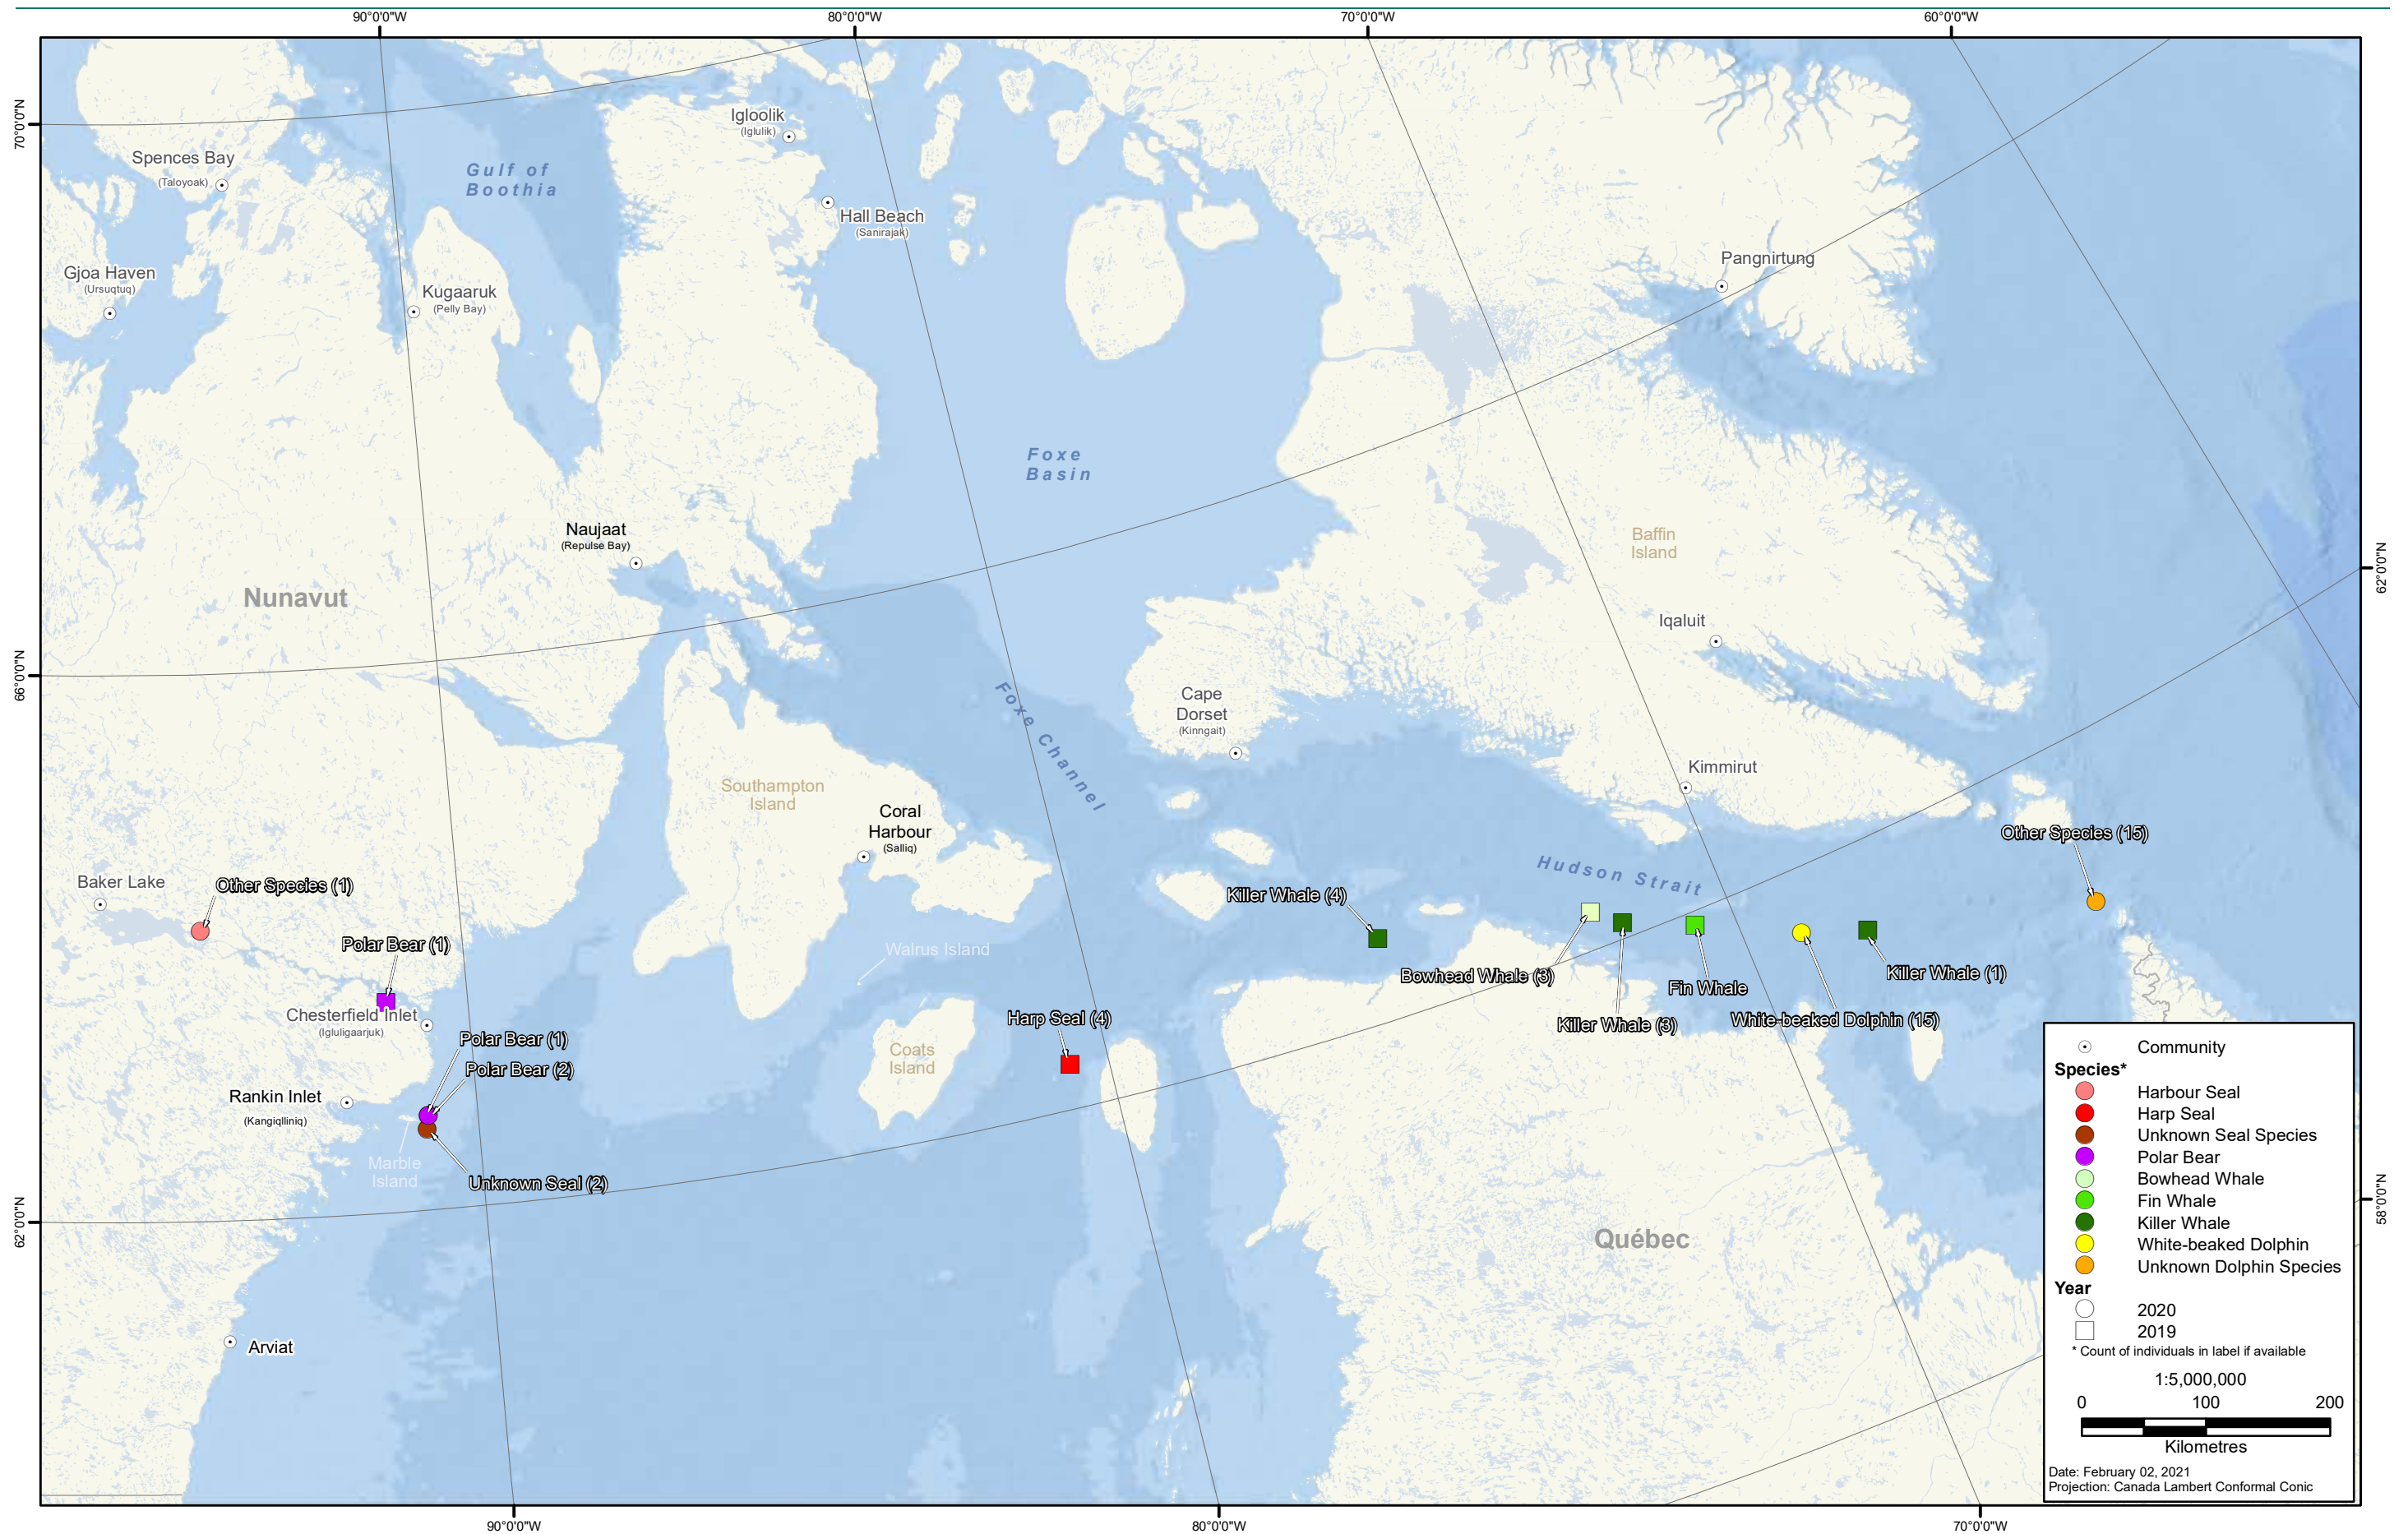 90°0'0"W
80°0'0"W
70°0'0"W
60°0'0"W
70°0'0"N
66°0'0"N
62°0'0"N
62°0'0"N
58°0'0"N
Igloolik
(Iglulik)
Spences Bay
(Taloyoak)
Gulf of
Boothia
Hall Beach
(Sanirajak)
Gjoa Haven
(Ursuqtuq)
Kugaaruk
(Pelly Bay)
Pangnirtung
Foxe
Basin
Naujaat
(Repulse Bay)
Baffin
Island
Nunavut
Iqaluit
Cape
Dorset
(Kinngait)
Foxe Channel
Kimmirut
Southampton
Island
Coral
Harbour
(Salliq)
Other Species (15)
Hudson Strait
Baker Lake
Other Species (1)
Killer Whale (4)
Polar Bear (1)
Walrus Island
Bowhead Whale (3)
Killer Whale (1)
Fin Whale
Chesterfield Inlet
(Igluligaarjuk)
Harp Seal (4)
Killer Whale (3)
White-beaked Dolphin (15)
Polar Bear (1)
Coats
Island
Polar Bear (2)
Rankin Inlet
(Kangiqlliniq)
Marble
Island
Unknown Seal (2)
Québec
Arviat
Community
Species*
Harbour Seal
Harp Seal
Unknown Seal Species
Polar Bear
Bowhead Whale
Fin Whale
Killer Whale
White-beaked Dolphin
Unknown Dolphin Species
Year
2020
2019
* Count of individuals in label if available
1:5,000,000
0 100 200
Kilometres
Date: February 02, 2021
Projection: Canada Lambert Conformal Conic
90°0'0"W
80°0'0"W
70°0'0"W